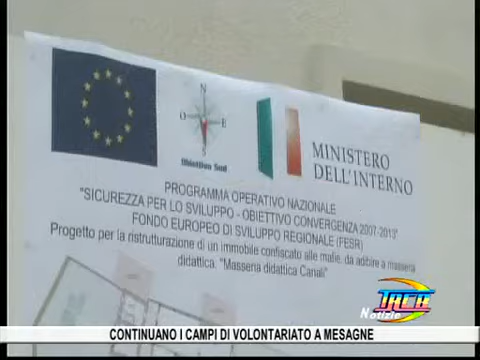 N
O E
S
Obiettivo Sud
MINISTERO
DELL'INTERNO
PROGRAMMA OPERATIVO NAZIONALE
"SICUREZZA PER LO SVILUPPO - OBIETTIVO CONVERGENZA 2007-2013"
FONDO EUROPEO DI SVILUPPO REGIONALE (FESR)
Progetto per la ristrutturazione di un immobile confiscato alle mafie, da adibire a masseria
didattica. "Masseria didattica Canali"
TRCB
Notizie
CONTINUANO I CAMPI DI VOLONTARIATO A MESAGNE